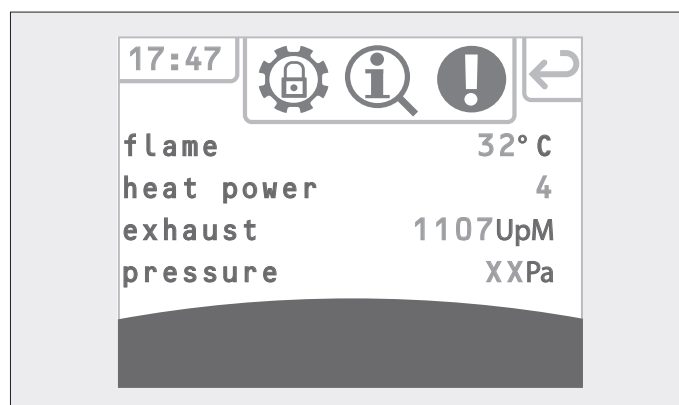 17:47
flame 32°C
heat power 4
exhaust 1107UpM
pressure XXPa